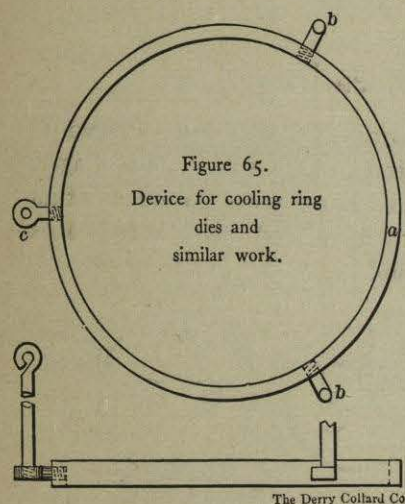 b
Figure 65.
Device for cooling ring
dies and
similar work.
c
a
b
The Derry Collard Co